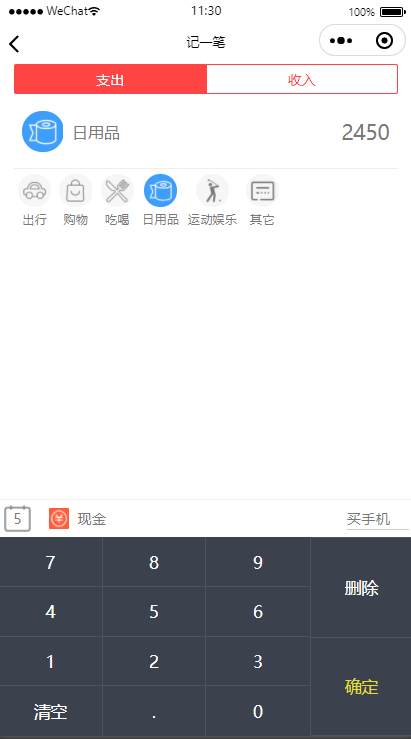 WeChat 11:30 100%
记一笔
支出 收入
日用品 2450
出行 购物 吃喝 日用品 运动娱乐 其它
5 现金 买手机
7 8 9 删除
4 5 6
1 2 3 确定
清空 . 0